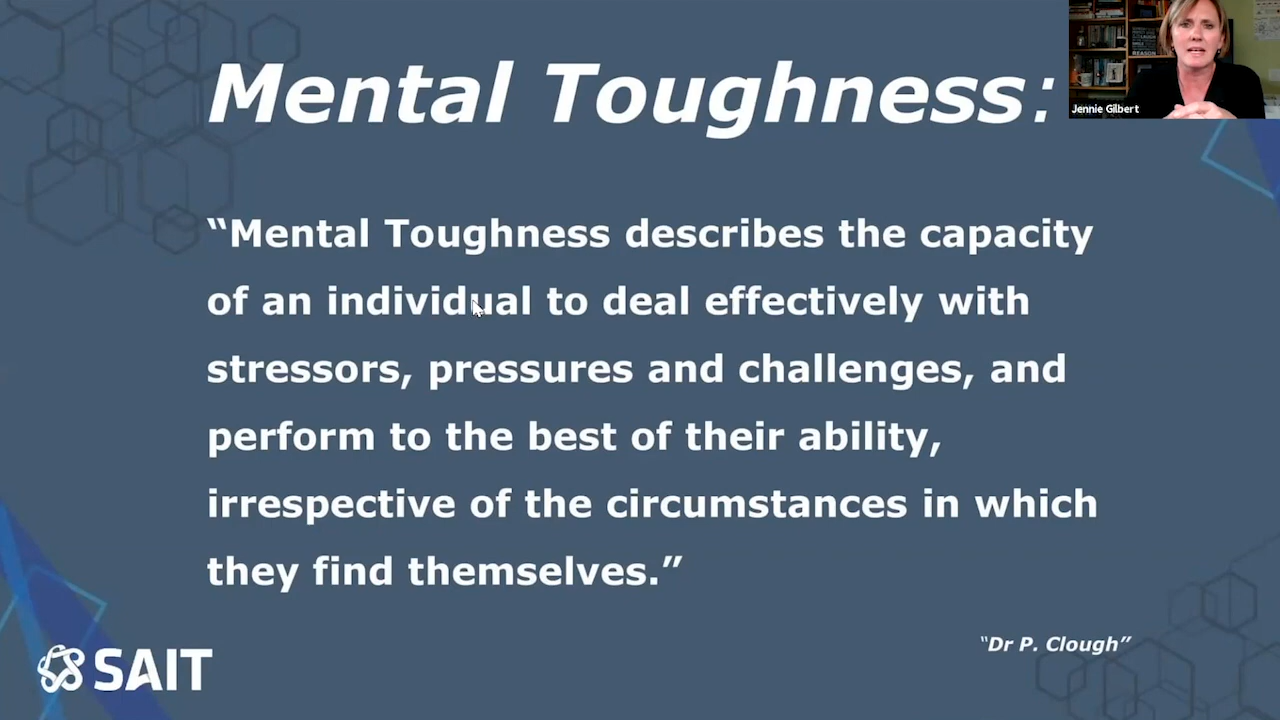 Mental Toughness:
Jennie Gilbert
“Mental Toughness describes the capacity
of an individual to deal effectively with
stressors, pressures and challenges, and
perform to the best of their ability,
irrespective of the circumstances in which
they find themselves.”
“Dr P. Clough”
SAIT
REASON